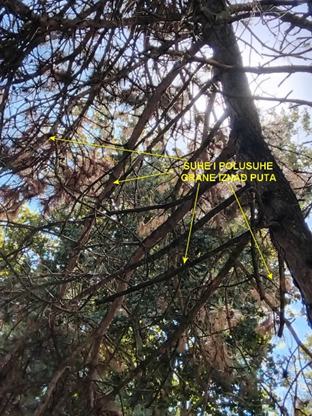 SUHE I POLUSUHE
GRANE IZNAD PUTA